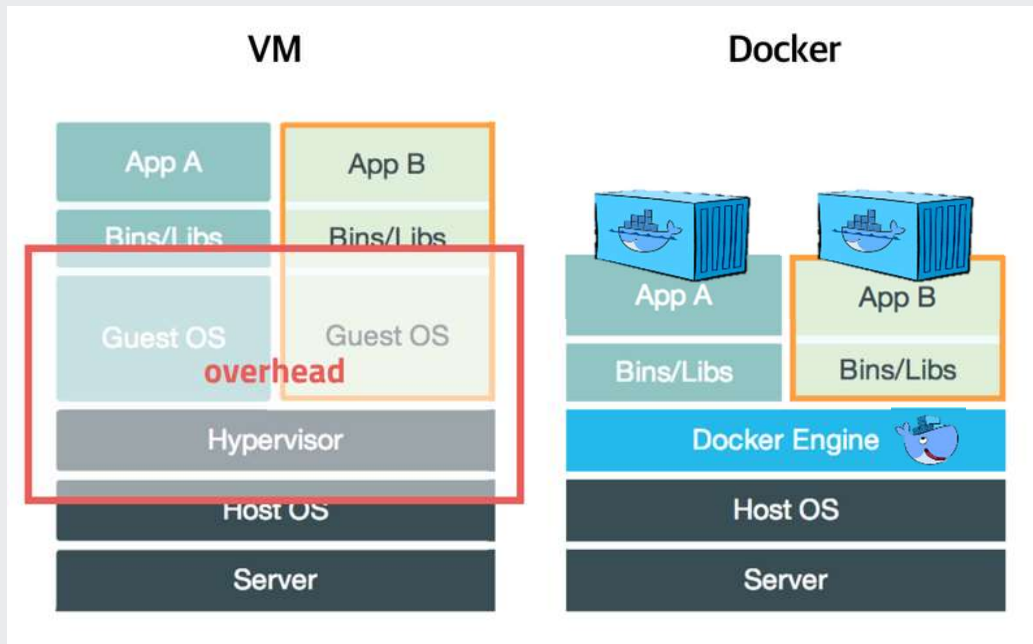 VM
App A
App B
Bins/Libs
Bins/Libs
Guest OS
Guest OS
overhead
Hypervisor
Host OS
Server
Docker
App A
App B
Bins/Libs
Bins/Libs
Docker Engine
Host OS
Server